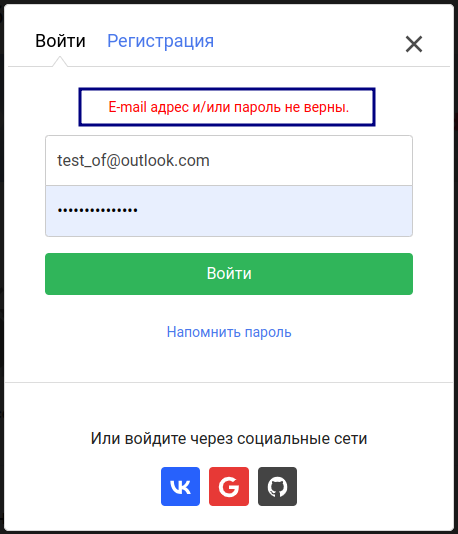 Войти Регистрация
E-mail адрес и/или пароль не верны.
test_of@outlook.com
•••••••••••••••
Войти
Напомнить пароль
Или войдите через социальные сети